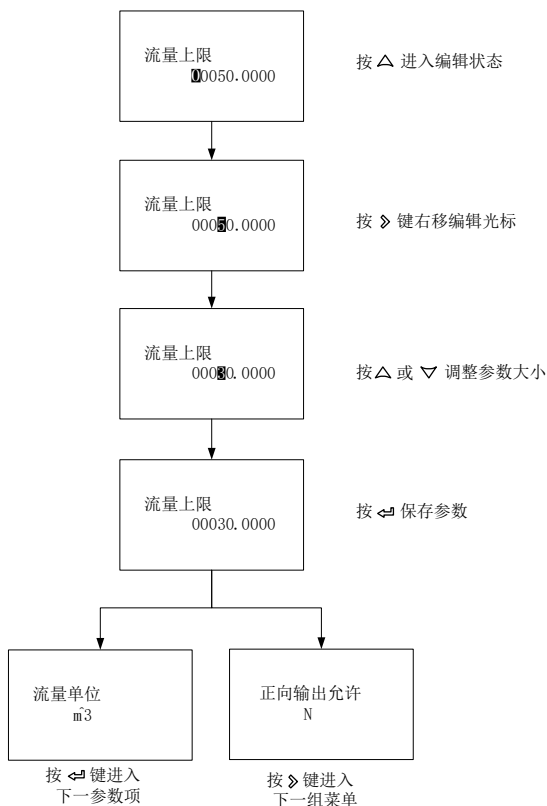 流量上限
00050.0000
按 △ 进入编辑状态
流量上限
00050.0000
按 》 键右移编辑光标
流量上限
00030.0000
按△ 或 ▽ 调整参数大小
流量上限
00030.0000
按 ↵ 保存参数
流量单位
m^3
正向输出允许
N
按 ↵ 键进入
下一参数项
按 》 键进入
下一组菜单